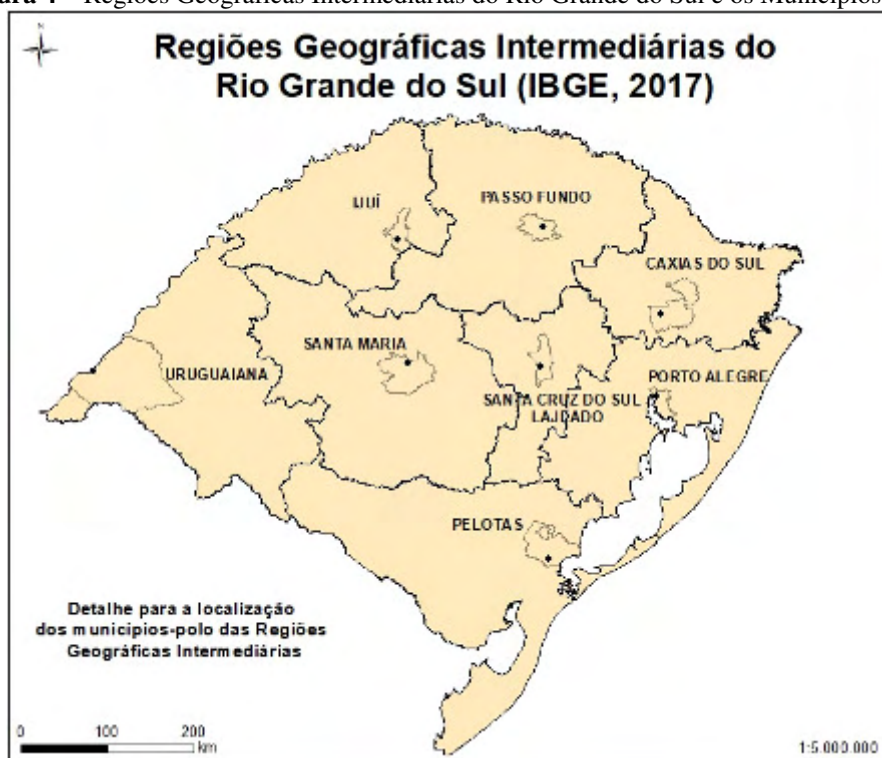 Regiões Geográficas Intermediárias do Rio Grande do Sul e os Municípios
N
Regiões Geográficas Intermediárias do
Rio Grande do Sul (IBGE, 2017)
IJUÍ
PASSO FUNDO
CAXIAS DO SUL
SANTA MARIA
URUGUAIANA
PORTO ALEGRE
SANTA CRUZ DO SUL
LAJEADO
PELOTAS
Detalhe para a localização
dos municípios-polo das Regiões
Geográficas Intermediárias
0 100 200
km
1:5.000.000